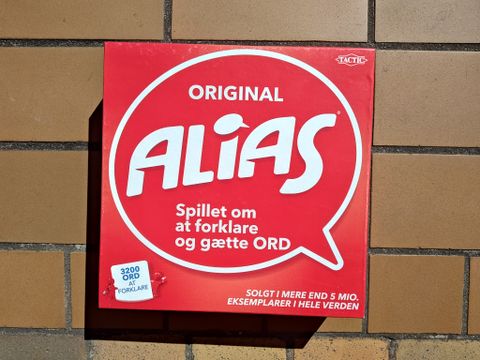 TACTIC
ORIGINAL
ALiAS
Spillet om
at forklare
og gætte ORD
3200
ORD
AT
FORKLARE
SOLGT I MERE END 5 MIO.
EKSEMPLARER I HELE VERDEN